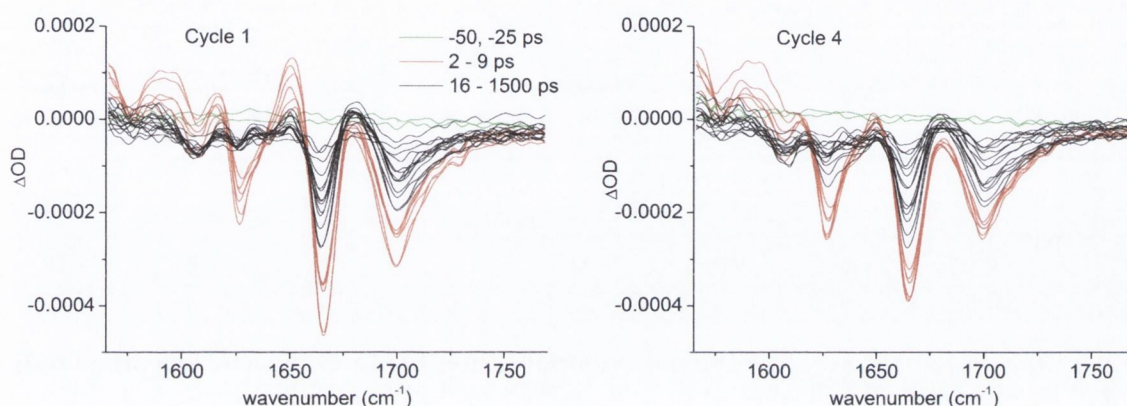 Cycle 1
-50, -25 ps
2 - 9 ps
16 - 1500 ps
0.0002
0.0000
-0.0002
-0.0004
ΔOD
1600
1650
1700
1750
wavenumber (cm⁻¹)
Cycle 4
0.0002
0.0000
-0.0002
-0.0004
ΔOD
1600
1650
1700
1750
wavenumber (cm⁻¹)